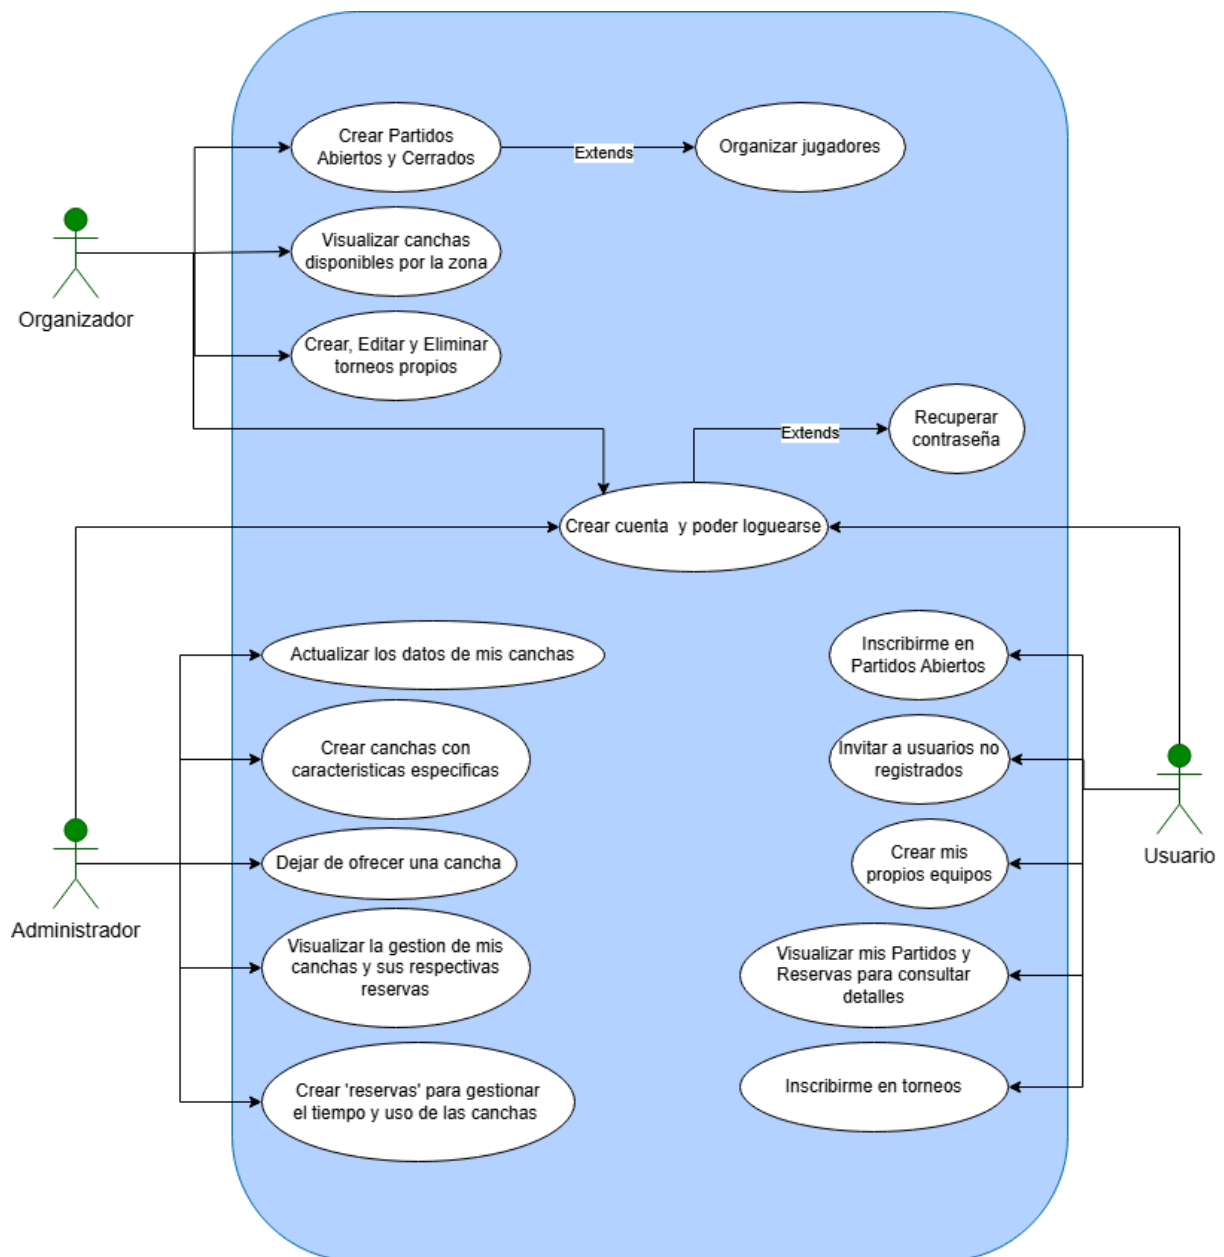 Crear Partidos
Abiertos y Cerrados
Extends
Organizar jugadores
Visualizar canchas
disponibles por la zona
Organizador
Crear, Editar y Eliminar
torneos propios
Recuperar
contraseña
Extends
Crear cuenta y poder loguearse
Actualizar los datos de mis canchas
Inscribirme en
Partidos Abiertos
Crear canchas con
caracteristicas especificas
Invitar a usuarios no
registrados
Usuario
Dejar de ofrecer una cancha
Crear mis
propios equipos
Administrador
Visualizar la gestion de mis
canchas y sus respectivas
reservas
Visualizar mis Partidos y
Reservas para consultar
detalles
Crear 'reservas' para gestionar
el tiempo y uso de las canchas
Inscribirme en torneos